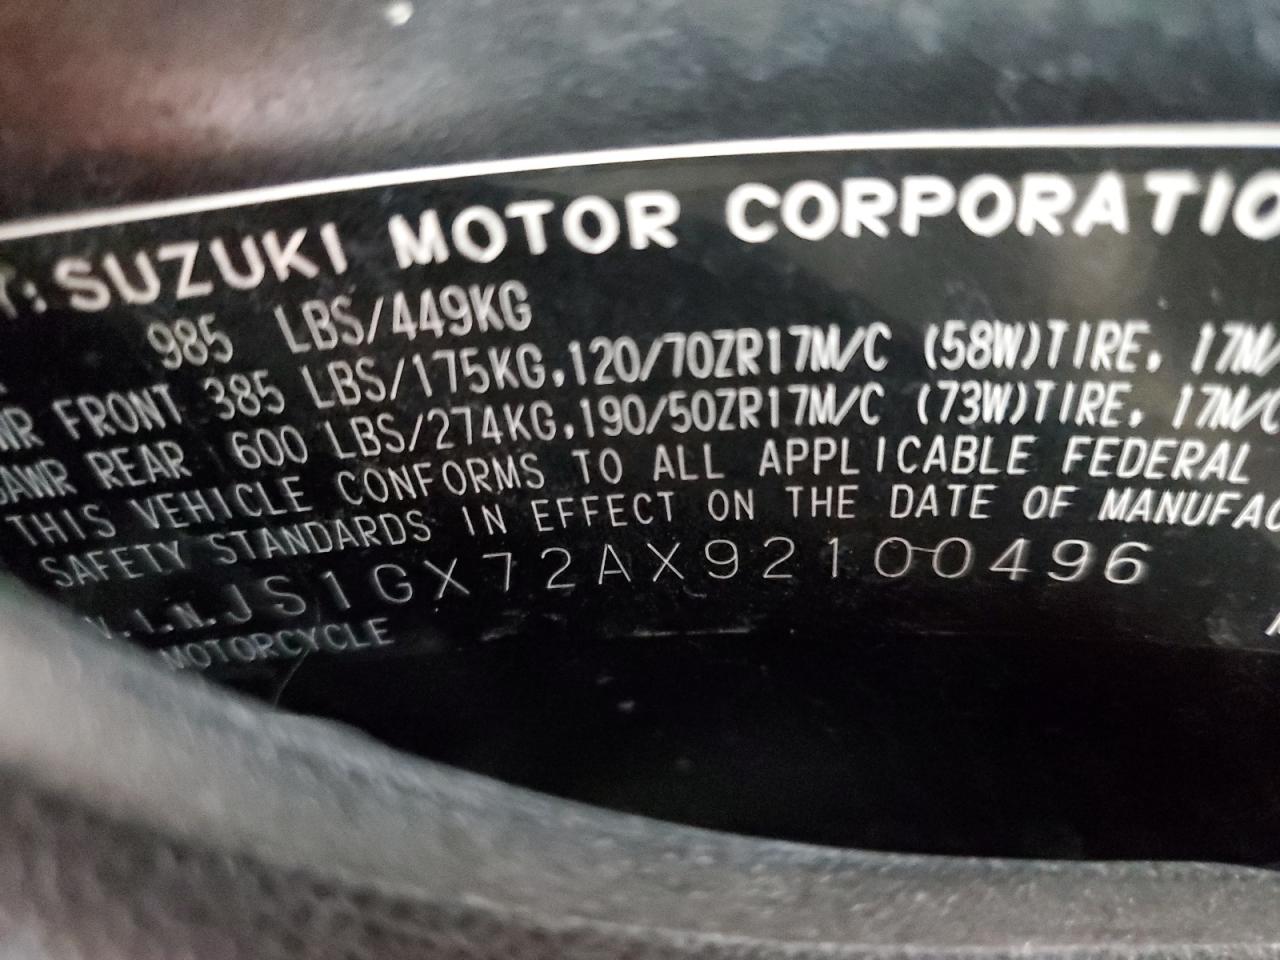 T: SUZUKI MOTOR CORPORATIO
985 LBS/449KG
WR FRONT 385 LBS/175KG,120/70ZR17M/C (58W)TIRE, 17M/
GAWR REAR 600 LBS/274KG,190/50ZR17M/C (73W)TIRE, 17M/C
THIS VEHICLE CONFORMS TO ALL APPLICABLE FEDERAL
SAFETY STANDARDS IN EFFECT ON THE DATE OF MANUFAC
V.I.N. JS1GX72AX92100496
MOTORCYCLE